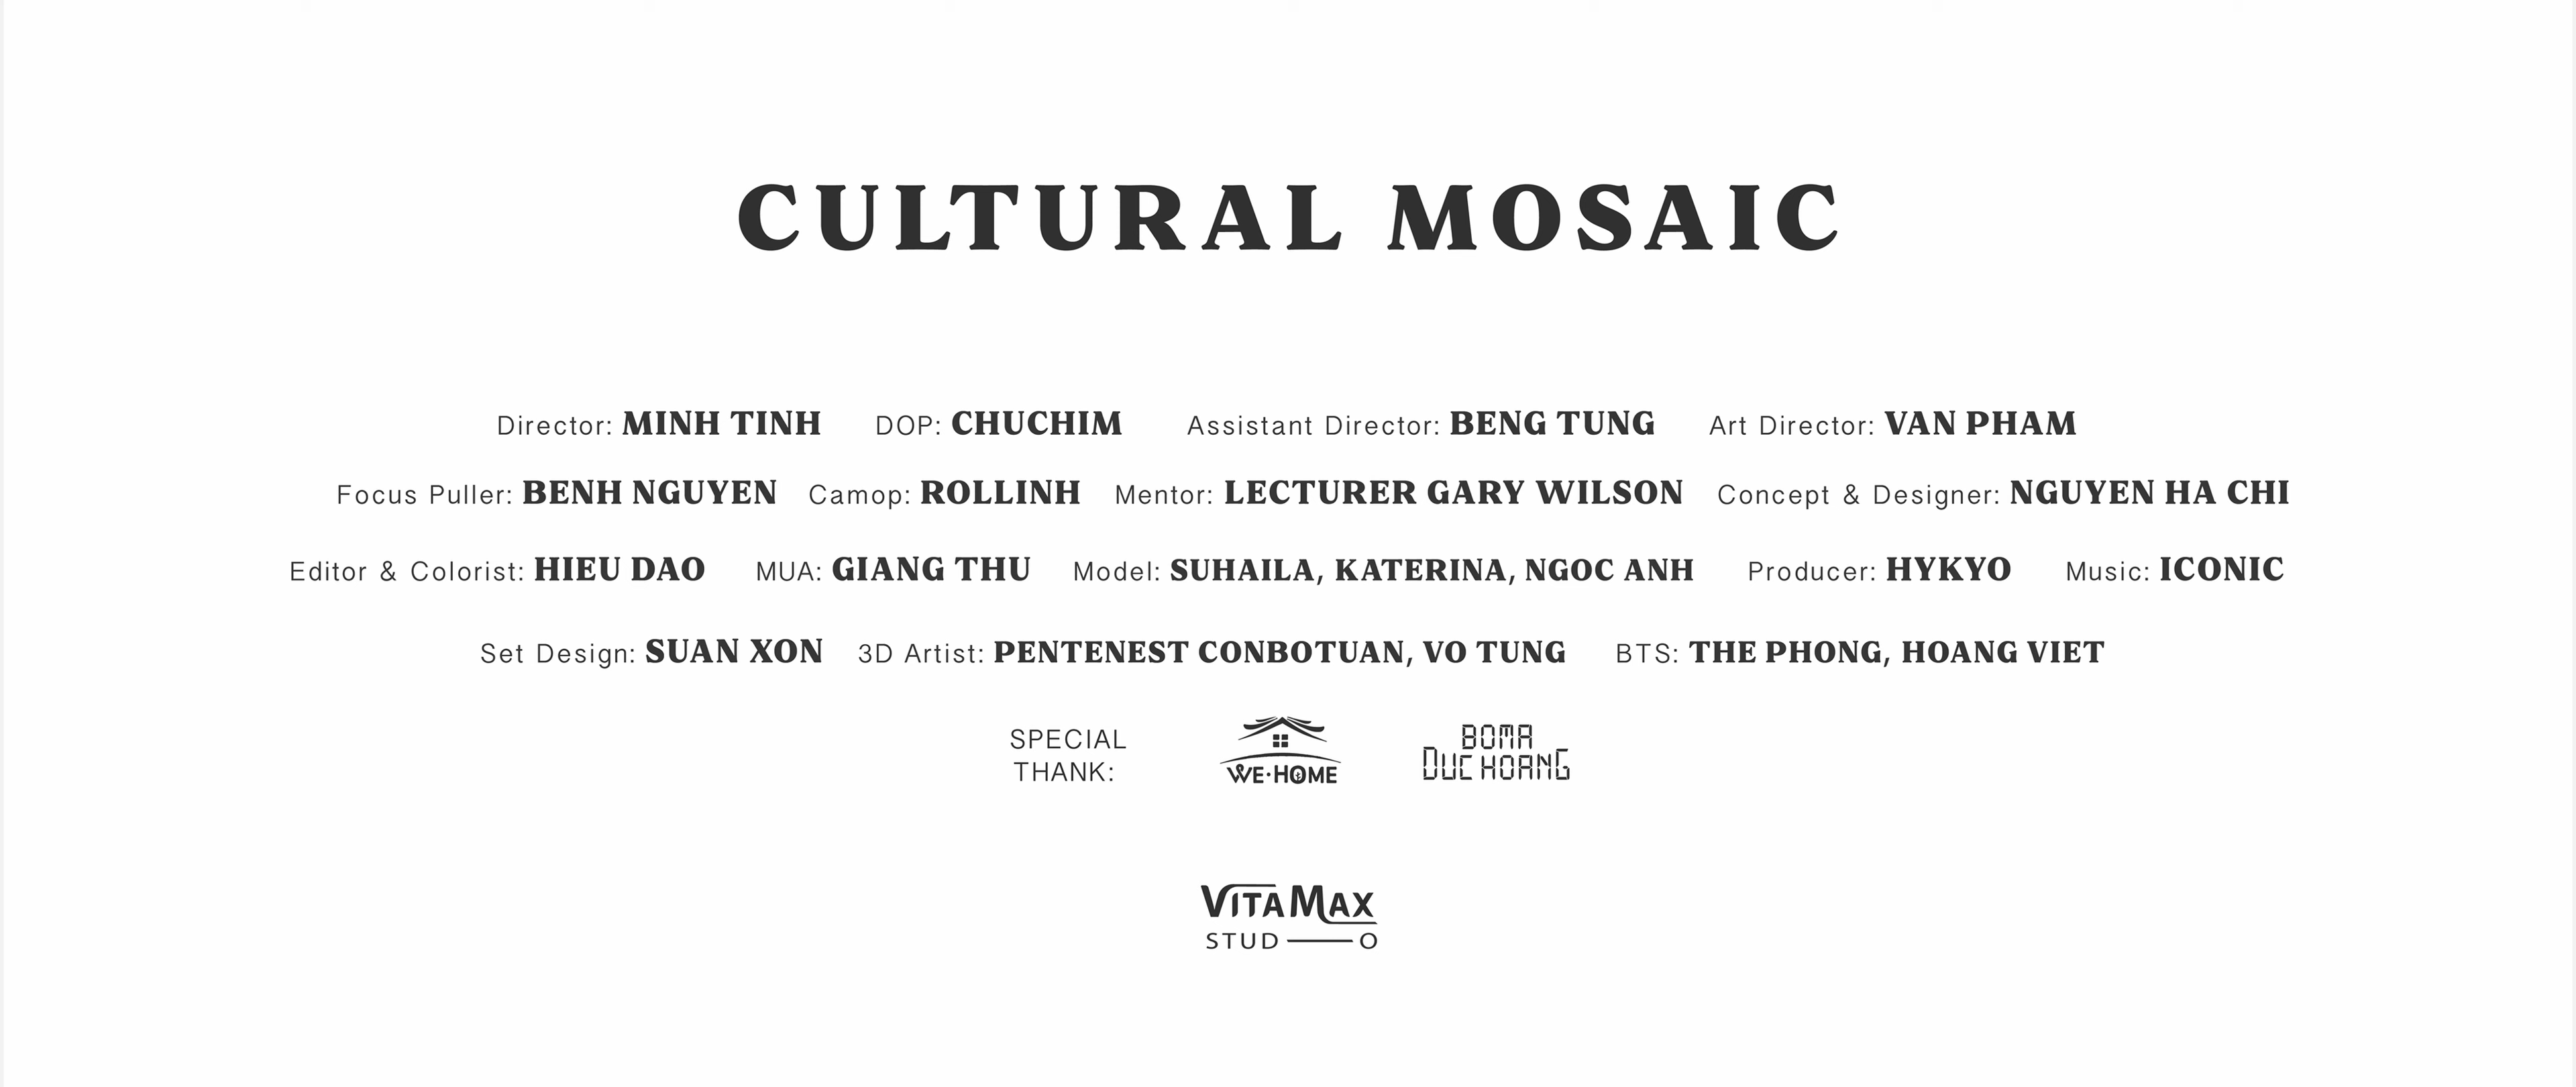 CULTURAL MOSAIC
Director: MINH TINH DOP: CHUCHIM Assistant Director: BENG TUNG Art Director: VAN PHAM
Focus Puller: BENH NGUYEN Camop: ROLLINH Mentor: LECTURER GARY WILSON Concept & Designer: NGUYEN HA CHI
Editor & Colorist: HIEU DAO MUA: GIANG THU Model: SUHAILA, KATERINA, NGOC ANH Producer: HYKYO Music: ICONIC
Set Design: SUAN XON 3D Artist: PENTENEST CONBOTUAN, VO TUNG BTS: THE PHONG, HOANG VIET
SPECIAL
THANK:
WE·HOME
BOMA
DUC HOANG
VITAMAX
STUD—O